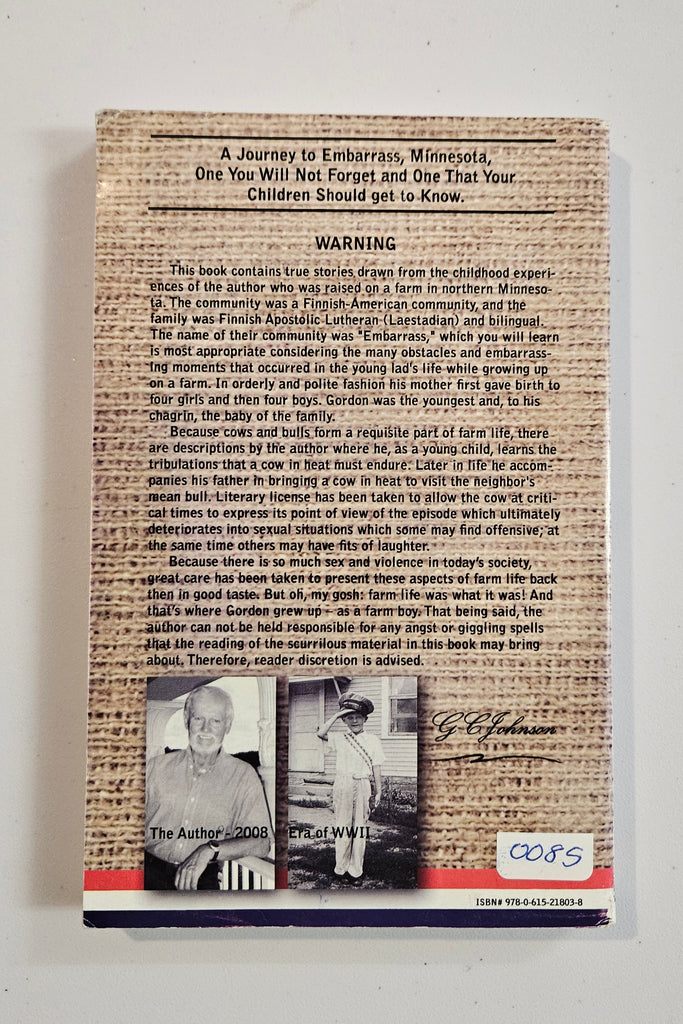 A Journey to Embarrass, Minnesota,
One You Will Not Forget and One That Your
Children Should get to Know.
WARNING
This book contains true stories drawn from the childhood experi-
ences of the author who was raised on a farm in northern Minneso-
ta. The community was a Finnish-American community, and the
family was Finnish Apostolic Lutheran (Laestadian) and bilingual.
The name of their community was "Embarrass," which you will learn
is most appropriate considering the many obstacles and embarrass-
ing moments that occurred in the young lad's life while growing up
on a farm. In orderly and polite fashion his mother first gave birth to
four girls and then four boys. Gordon was the youngest and, to his
chagrin, the baby of the family.
Because cows and bulls form a requisite part of farm life, there
are descriptions by the author where he, as a young child, learns the
tribulations that a cow in heat must endure. Later in life he accom-
panies his father in bringing a cow in heat to visit the neighbor's
mean bull. Literary license has been taken to allow the cow at criti-
cal times to express its point of view of the episode which ultimately
deteriorates into sexual situations which some may find offensive; at
the same time others may have fits of laughter.
Because there is so much sex and violence in today's society,
great care has been taken to present these aspects of farm life back
then in good taste. But oh, my gosh: farm life was what it was! And
that's where Gordon grew up - as a farm boy. That being said, the
author can not be held responsible for any angst or giggling spells
that the reading of the scurrilous material in this book may bring
about. Therefore, reader discretion is advised.
G C Johnson
The Author - 2008
Era of WWII
0085
ISBN# 978-0-615-21803-8